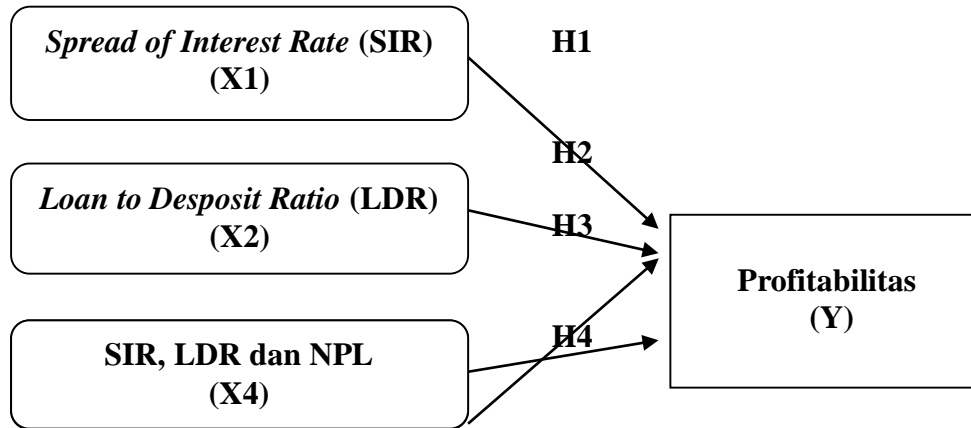 Spread of Interest Rate (SIR)
(X1)
H1
H2
Loan to Desposit Ratio (LDR)
(X2)
H3
Profitabilitas
(Y)
SIR, LDR dan NPL
(X4)
H4